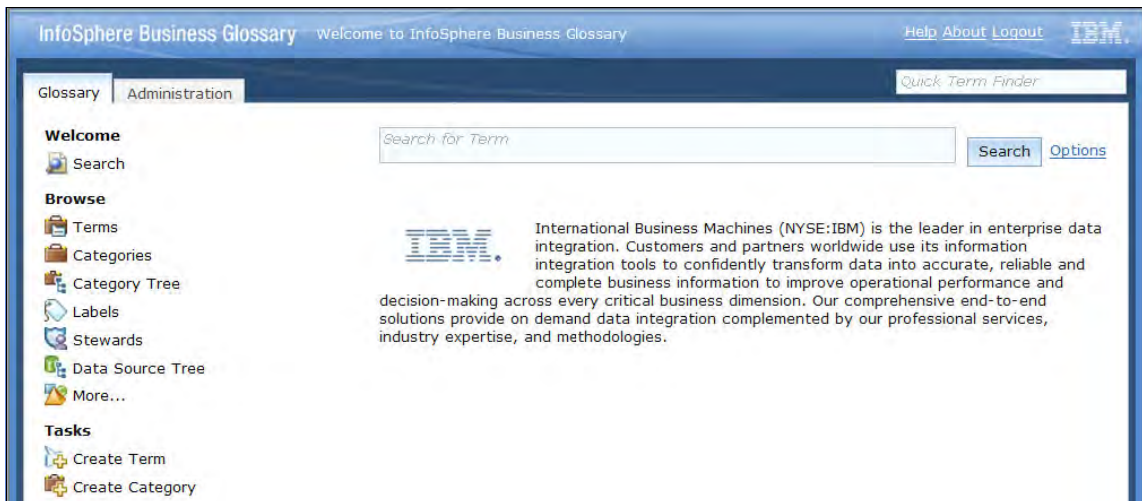 InfoSphere Business Glossary Welcome to InfoSphere Business Glossary Help About Logout IBM.
Quick Term Finder
Glossary Administration
Welcome
Search
Browse
Terms
Categories
Category Tree
Labels
Stewards
Data Source Tree
More...
Tasks
Create Term
Create Category
Search for Term
Search Options
IBM.
International Business Machines (NYSE:IBM) is the leader in enterprise data
integration. Customers and partners worldwide use its information
integration tools to confidently transform data into accurate, reliable and
complete business information to improve operational performance and
decision-making across every critical business dimension. Our comprehensive end-to-end
solutions provide on demand data integration complemented by our professional services,
industry expertise, and methodologies.